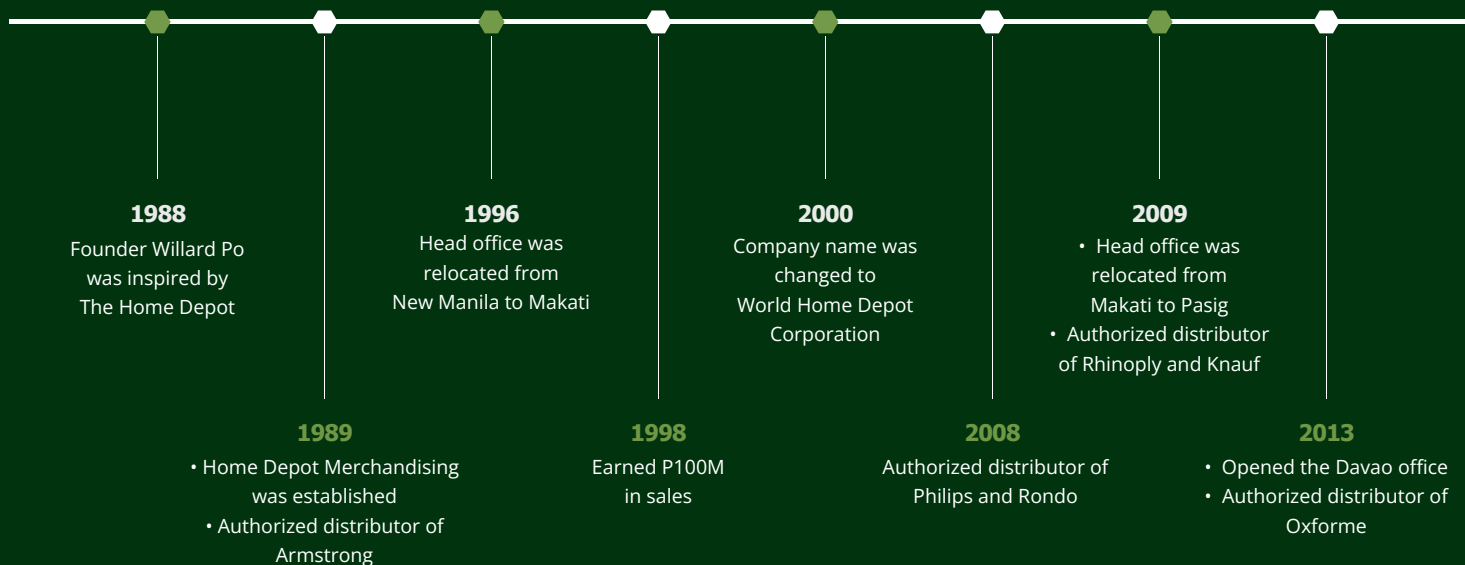 1988
Founder Willard Po
was inspired by
The Home Depot
1989
• Home Depot Merchandising
was established
• Authorized distributor of
Armstrong
1996
Head office was
relocated from
New Manila to Makati
1998
Earned P100M
in sales
2000
Company name was
changed to
World Home Depot
Corporation
2008
Authorized distributor of
Philips and Rondo
2009
• Head office was
relocated from
Makati to Pasig
• Authorized distributor
of Rhinoply and Knauf
2013
• Opened the Davao office
• Authorized distributor of
Oxforme